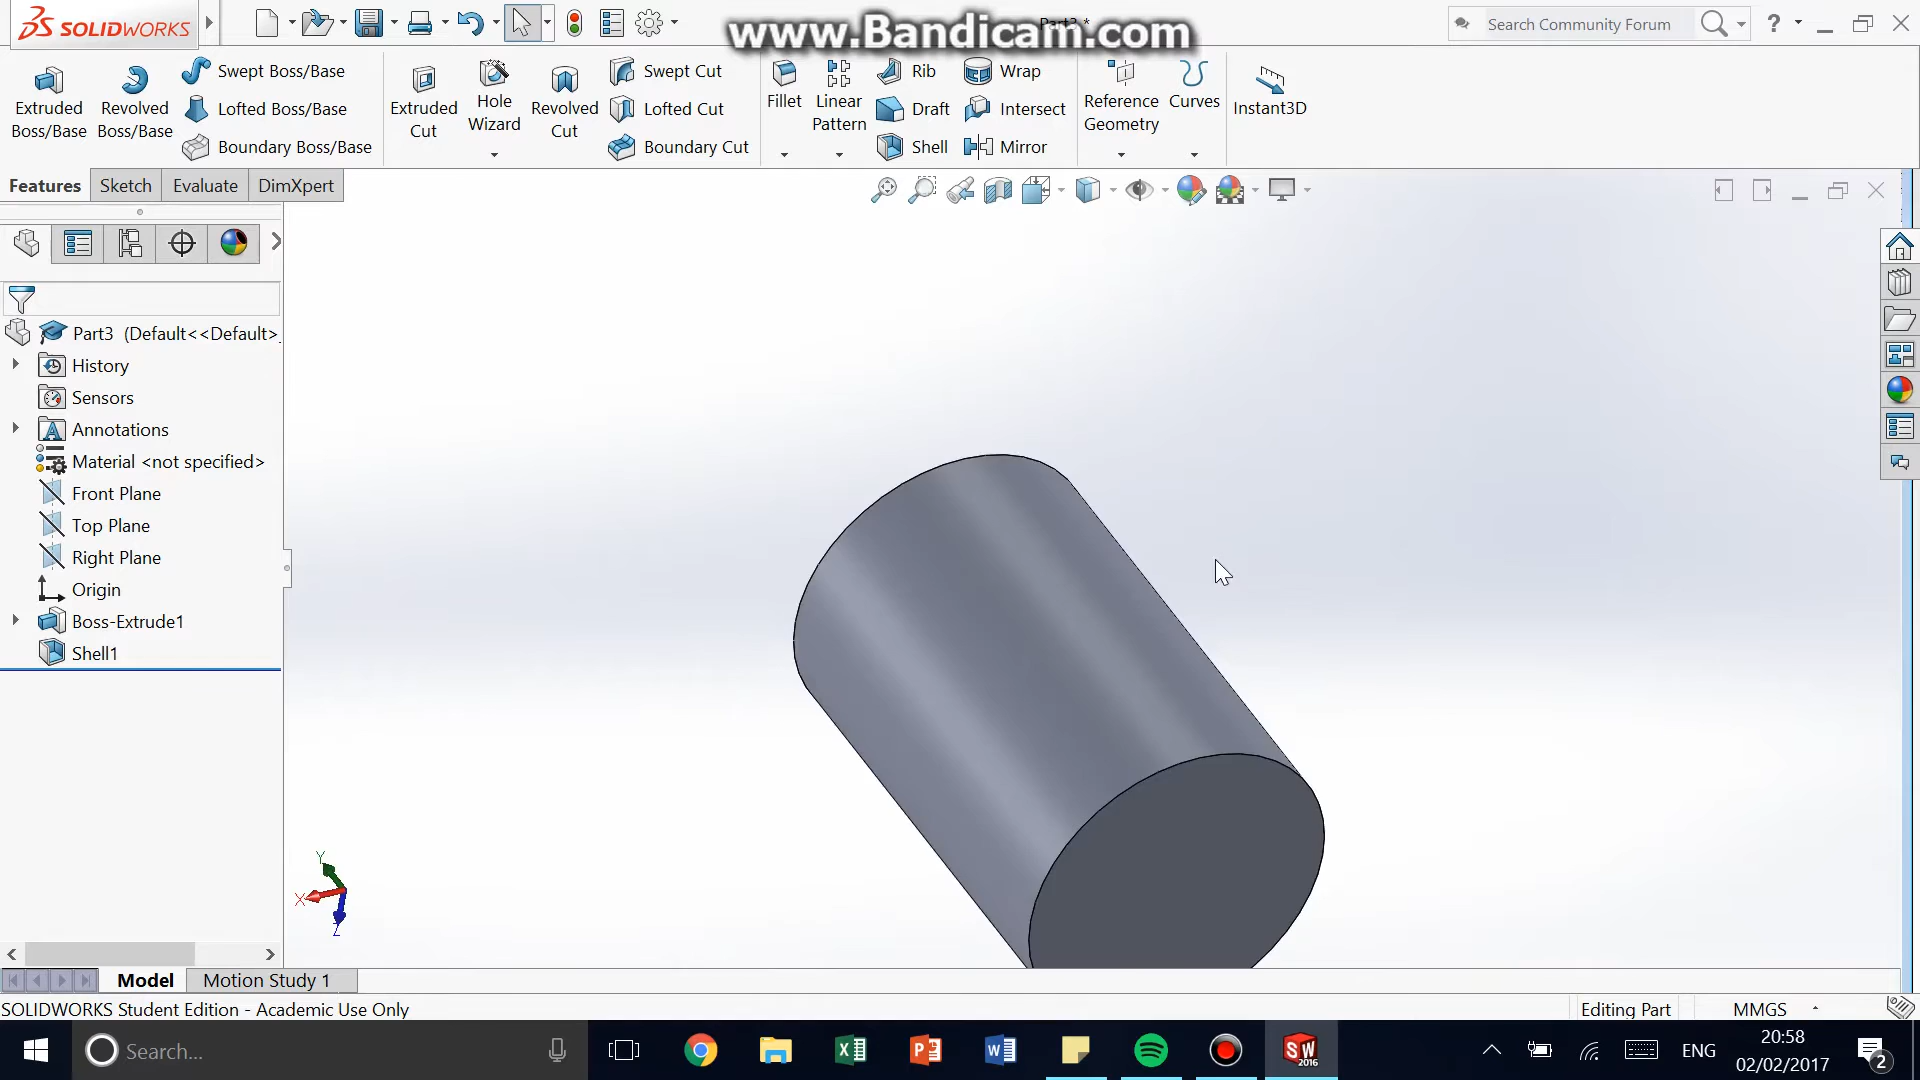 SOLIDWORKS
www.Bandicam.com
Search Community Forum
?
Extruded Boss/Base
Revolved Boss/Base
Swept Boss/Base
Lofted Boss/Base
Boundary Boss/Base
Extruded Cut
Hole Wizard
Revolved Cut
Swept Cut
Lofted Cut
Boundary Cut
Fillet
Linear Pattern
Rib
Draft
Shell
Wrap
Intersect
Mirror
Reference Geometry
Curves
Instant3D
Features
Sketch
Evaluate
DimXpert
Part3 (Default<<Default>_
History
Sensors
Annotations
Material <not specified>
Front Plane
Top Plane
Right Plane
Origin
Boss-Extrude1
Shell1
Y
X
Z
Model
Motion Study 1
SOLIDWORKS Student Edition - Academic Use Only
Editing Part
MMGS
Search...
SW 2016
ENG
20:58
02/02/2017
2